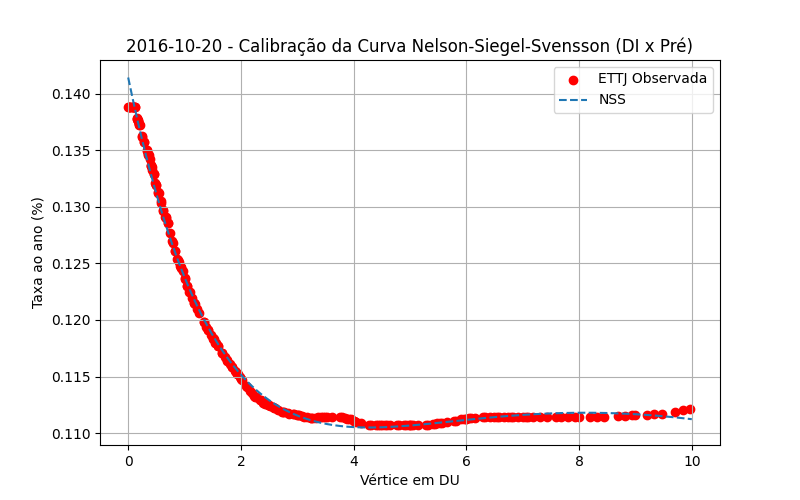 2016-10-20 - Calibração da Curva Nelson-Siegel-Svensson (DI x Pré)
ETTJ Observada
NSS
Taxa ao ano (%)
0.140
0.135
0.130
0.125
0.120
0.115
0.110
0
2
4
6
8
10
Vértice em DU